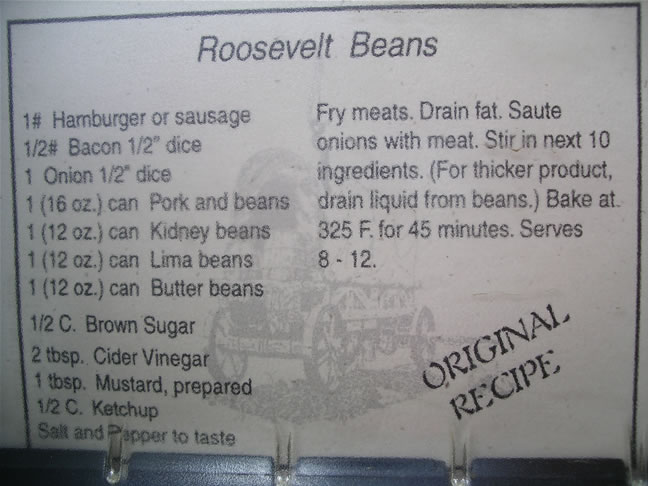 Roosevelt Beans
1# Hamburger or sausage
1/2# Bacon 1/2" dice
1 Onion 1/2" dice
1 (16 oz.) can Pork and beans
1 (12 oz.) can Kidney beans
1 (12 oz.) can Lima beans
1 (12 oz.) can Butter beans
1/2 C. Brown Sugar
2 tbsp. Cider Vinegar
1 tbsp. Mustard, prepared
1/2 C. Ketchup
Salt and Pepper to taste
Fry meats. Drain fat. Saute
onions with meat. Stir in next 10
ingredients. (For thicker product,
drain liquid from beans.) Bake at
325 F. for 45 minutes. Serves
8 - 12.
ORIGINAL
RECIPE